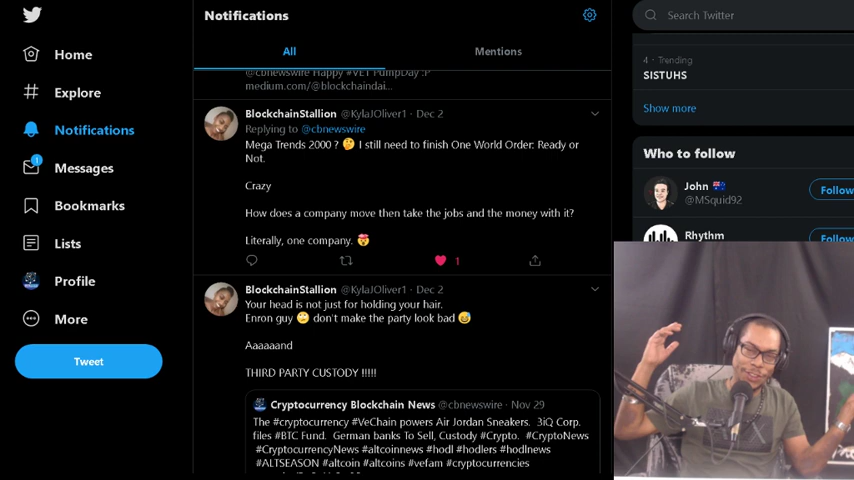 Notifications
Search Twitter
Home
All
Mentions
4 · Trending
SISTUHS
@cbnewswire Happy #VET PumpDay :P
medium.com/@blockchaindai...
Explore
Show more
BlockchainStallion @KylaJOliver1 · Dec 2
Replying to @cbnewswire
Notifications
Mega Trends 2000 ? 🤔 I still need to finish One World Order: Ready or
Not.
Who to follow
1
Messages
Crazy
John 🇦🇺
@MSquid92
Follow
Bookmarks
How does a company move then take the jobs and the money with it?
Literally, one company. 🤯
Rhythm
Follow
Lists
1
Profile
BlockchainStallion @KylaJOliver1 · Dec 2
Your head is not just for holding your hair.
Enron guy 🙄 don't make the party look bad 😅
More
Aaaaaand
Tweet
THIRD PARTY CUSTODY !!!!!
Cryptocurrency Blockchain News @cbnewswire · Nov 29
The #cryptocurrency #VeChain powers Air Jordan Sneakers. 3iQ Corp.
files #BTC Fund. German banks To Sell, Custody #Crypto. #CryptoNews
#CryptocurrencyNews #altcoinnews #hodl #hodlers #hodlnews
#ALTSEASON #altcoin #altcoins #vefam #cryptocurrencies